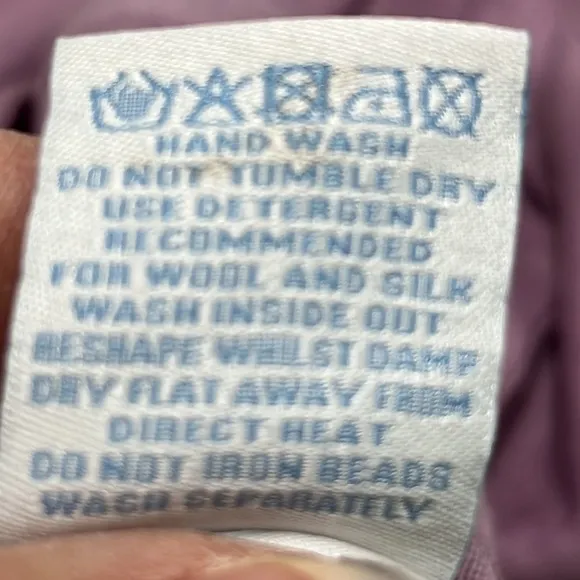 HAND WASH
DO NOT TUMBLE DRY
USE DETERGENT
RECOMMENDED
FOR WOOL AND SILK
WASH INSIDE OUT
RESHAPE WHILST DAMP
DRY FLAT AWAY FROM
DIRECT HEAT
DO NOT IRON BEADS
WASH SEPARATELY